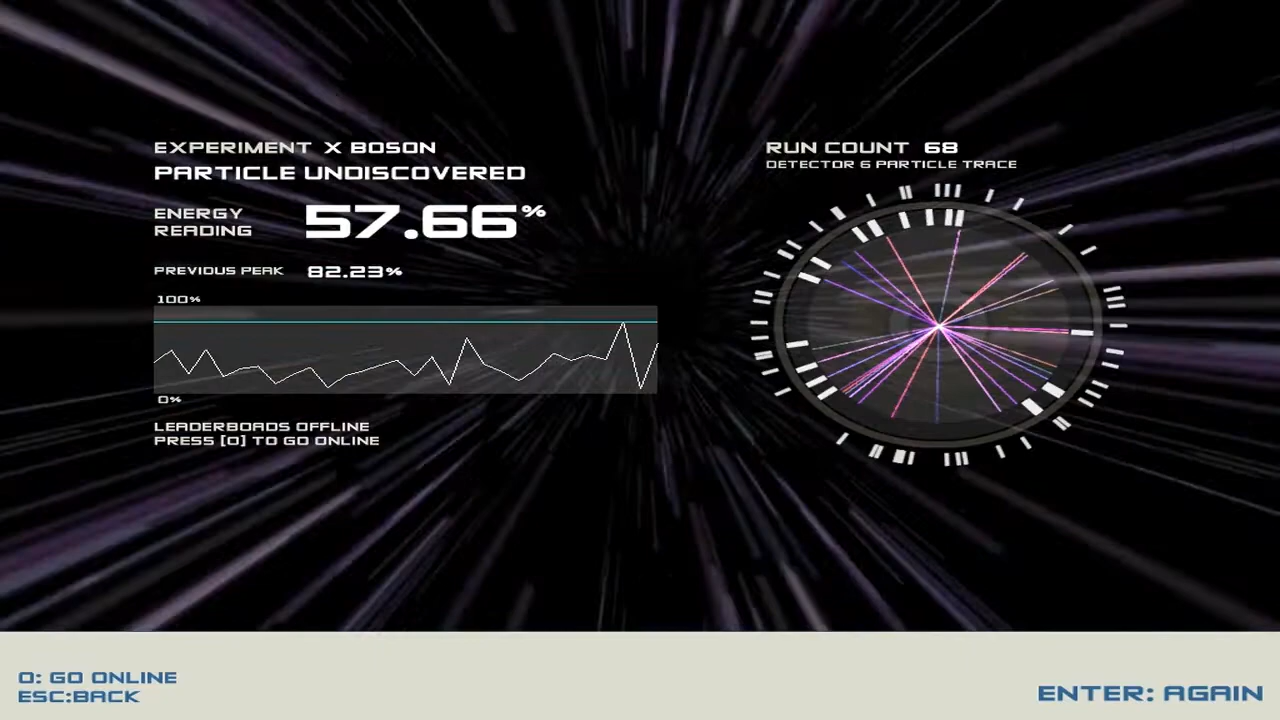 EXPERIMENT X BOSON
PARTICLE UNDISCOVERED
ENERGY
READING
57.66%
PREVIOUS PEAK 82.23%
100%
0%
LEADERBOARDS OFFLINE
PRESS [O] TO GO ONLINE
RUN COUNT 68
DETECTOR 6 PARTICLE TRACE
O: GO ONLINE
ESC:BACK
ENTER: AGAIN